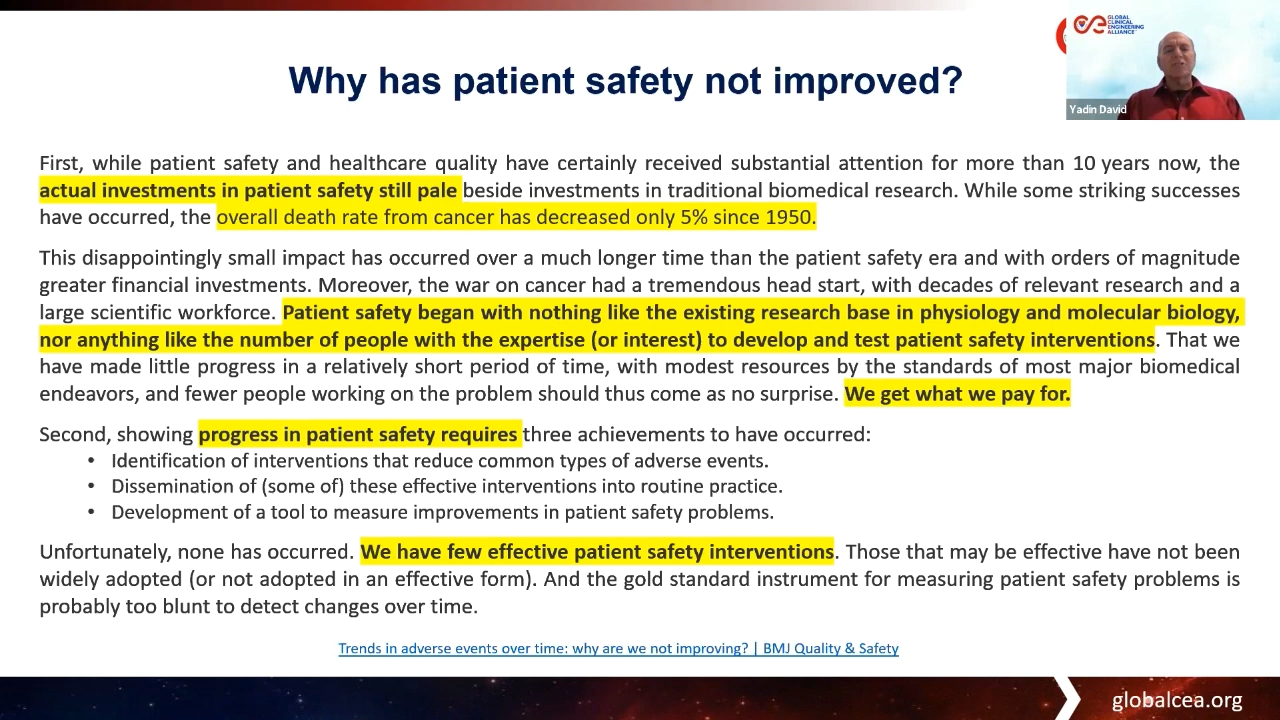 GLOBAL
CLINICAL
ENGINEERING
ALLIANCE
Why has patient safety not improved?
Yadin David
First, while patient safety and healthcare quality have certainly received substantial attention for more than 10 years now, the
actual investments in patient safety still pale beside investments in traditional biomedical research. While some striking successes
have occurred, the overall death rate from cancer has decreased only 5% since 1950.
This disappointingly small impact has occurred over a much longer time than the patient safety era and with orders of magnitude
greater financial investments. Moreover, the war on cancer had a tremendous head start, with decades of relevant research and a
large scientific workforce. Patient safety began with nothing like the existing research base in physiology and molecular biology,
nor anything like the number of people with the expertise (or interest) to develop and test patient safety interventions. That we
have made little progress in a relatively short period of time, with modest resources by the standards of most major biomedical
endeavors, and fewer people working on the problem should thus come as no surprise. We get what we pay for.
Second, showing progress in patient safety requires three achievements to have occurred:
• Identification of interventions that reduce common types of adverse events.
• Dissemination of (some of) these effective interventions into routine practice.
• Development of a tool to measure improvements in patient safety problems.
Unfortunately, none has occurred. We have few effective patient safety interventions. Those that may be effective have not been
widely adopted (or not adopted in an effective form). And the gold standard instrument for measuring patient safety problems is
probably too blunt to detect changes over time.
Trends in adverse events over time: why are we not improving? | BMJ Quality & Safety
globalcea.org